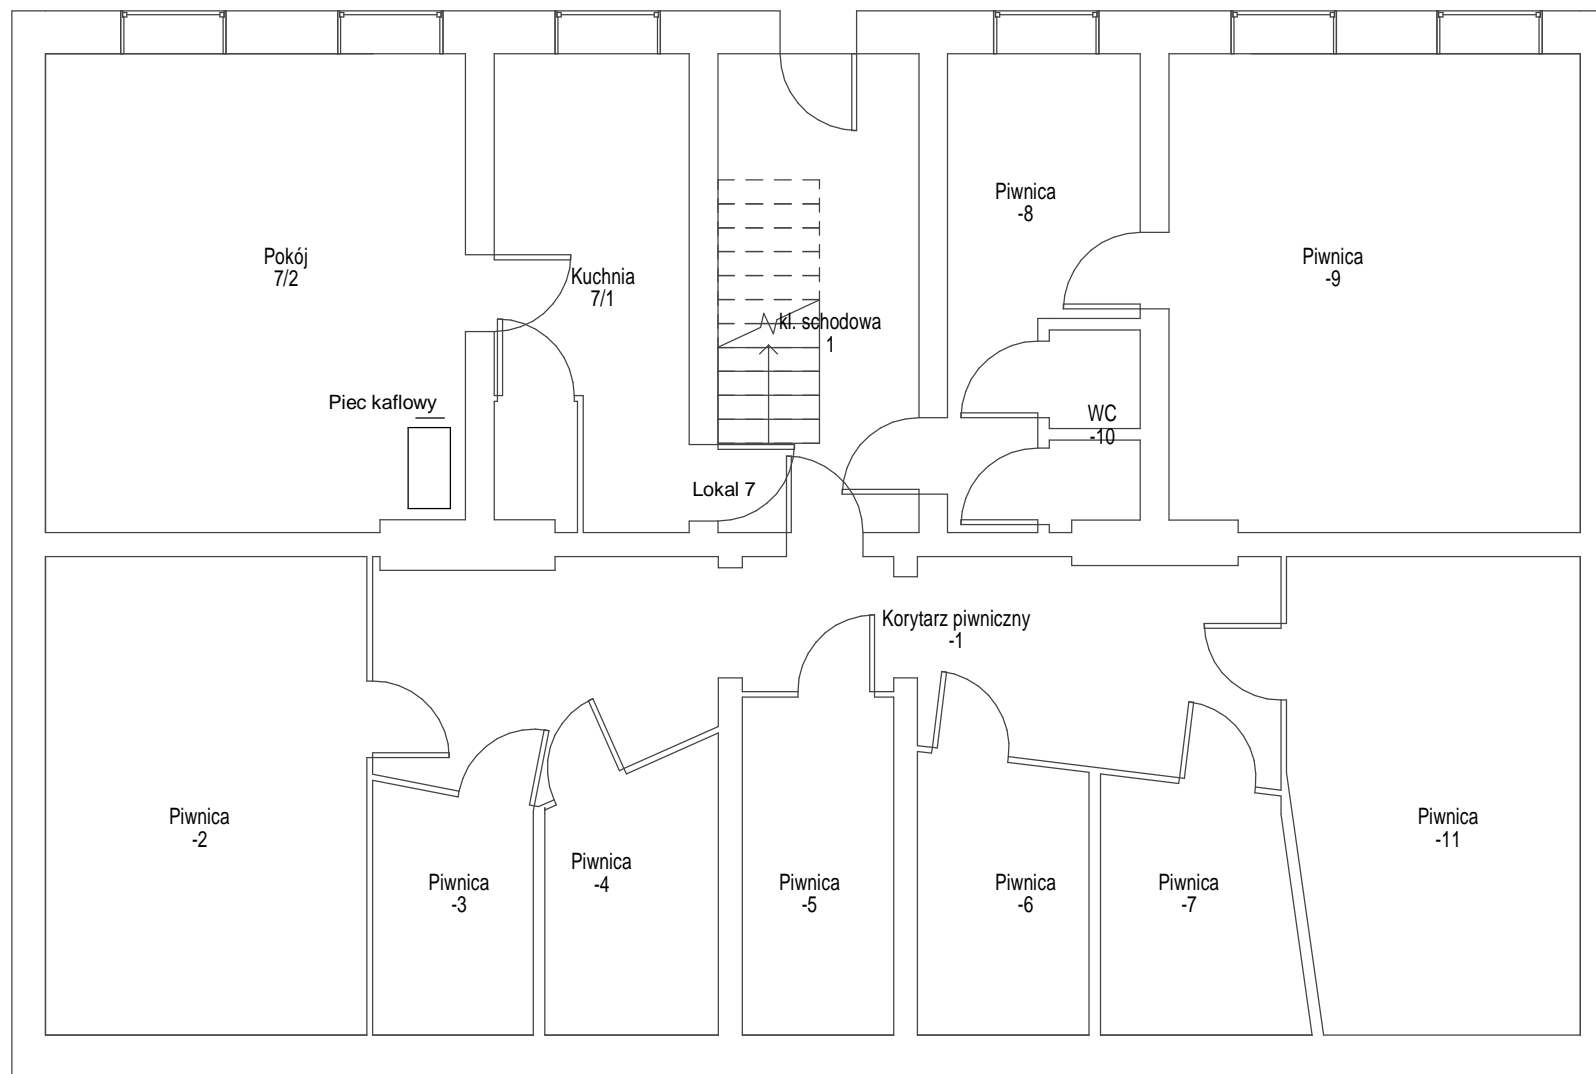 Piwnica
-8
Pokój
7/2
Kuchnia
7/1
Piwnica
-9
kl. schodowa
1
Piec kaflowy
WC
-10
Lokal 7
Korytarz piwniczny
-1
Piwnica
-2
Piwnica
-3
Piwnica
-4
Piwnica
-5
Piwnica
-6
Piwnica
-7
Piwnica
-11